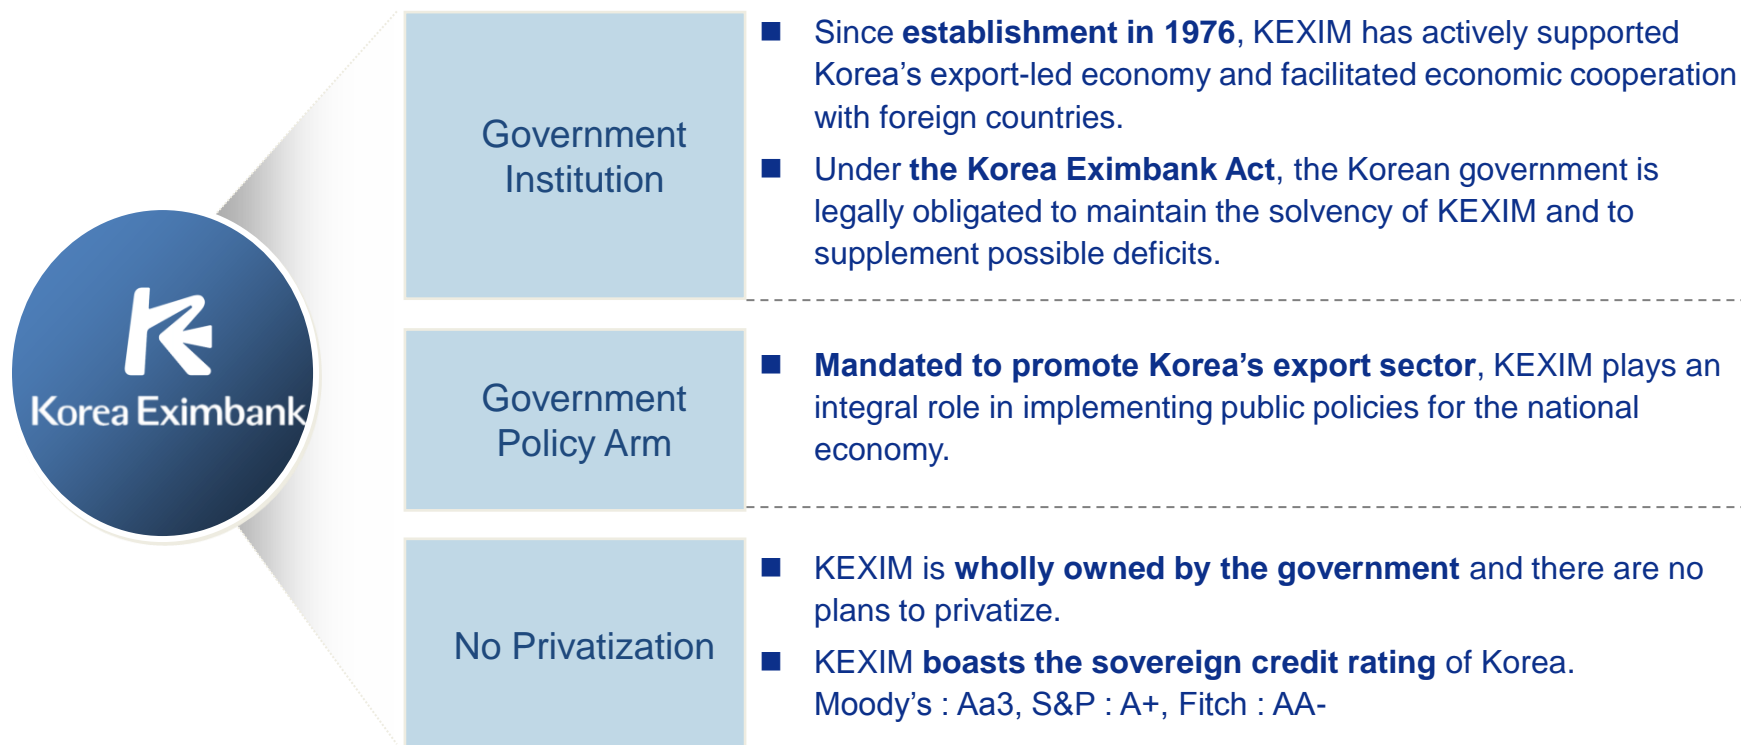 Korea Eximbank
Government
Institution
■ Since establishment in 1976, KEXIM has actively supported
Korea’s export-led economy and facilitated economic cooperation
with foreign countries.
■ Under the Korea Eximbank Act, the Korean government is
legally obligated to maintain the solvency of KEXIM and to
supplement possible deficits.
Government
Policy Arm
■ Mandated to promote Korea’s export sector, KEXIM plays an
integral role in implementing public policies for the national
economy.
No Privatization
■ KEXIM is wholly owned by the government and there are no
plans to privatize.
■ KEXIM boasts the sovereign credit rating of Korea.
Moody’s : Aa3, S&P : A+, Fitch : AA-